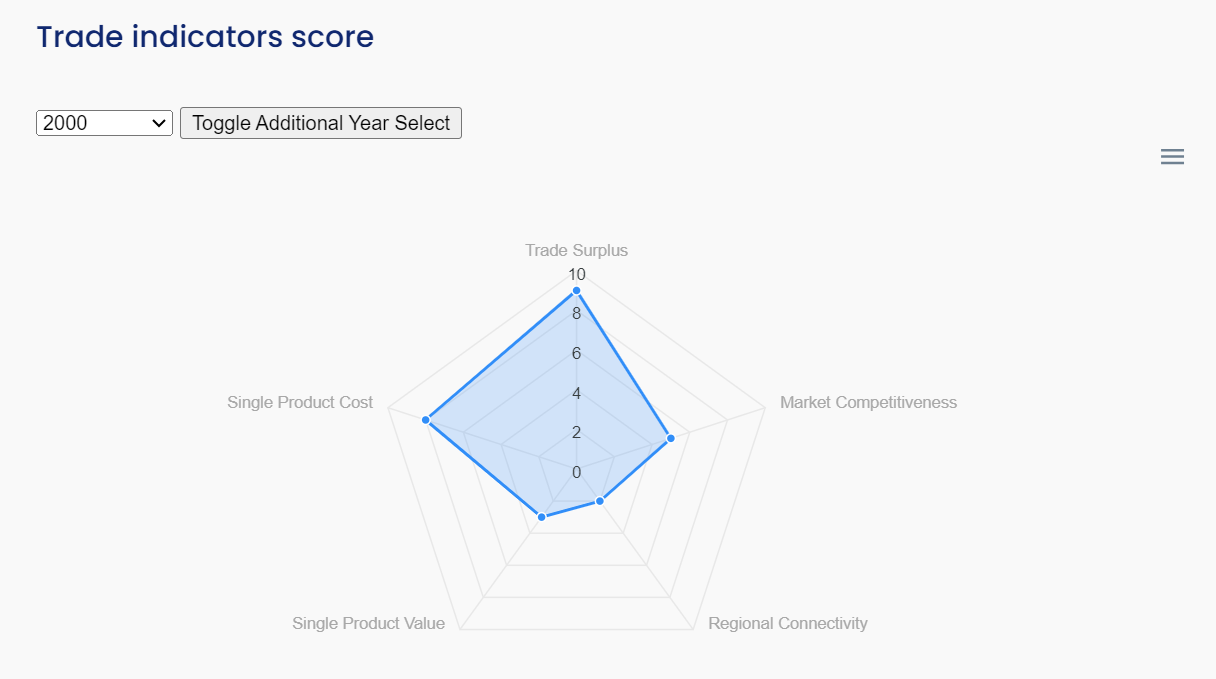 Trade indicators score
2000
Toggle Additional Year Select
Trade Surplus
10
8
6
4
2
0
Single Product Cost
Market Competitiveness
Single Product Value
Regional Connectivity